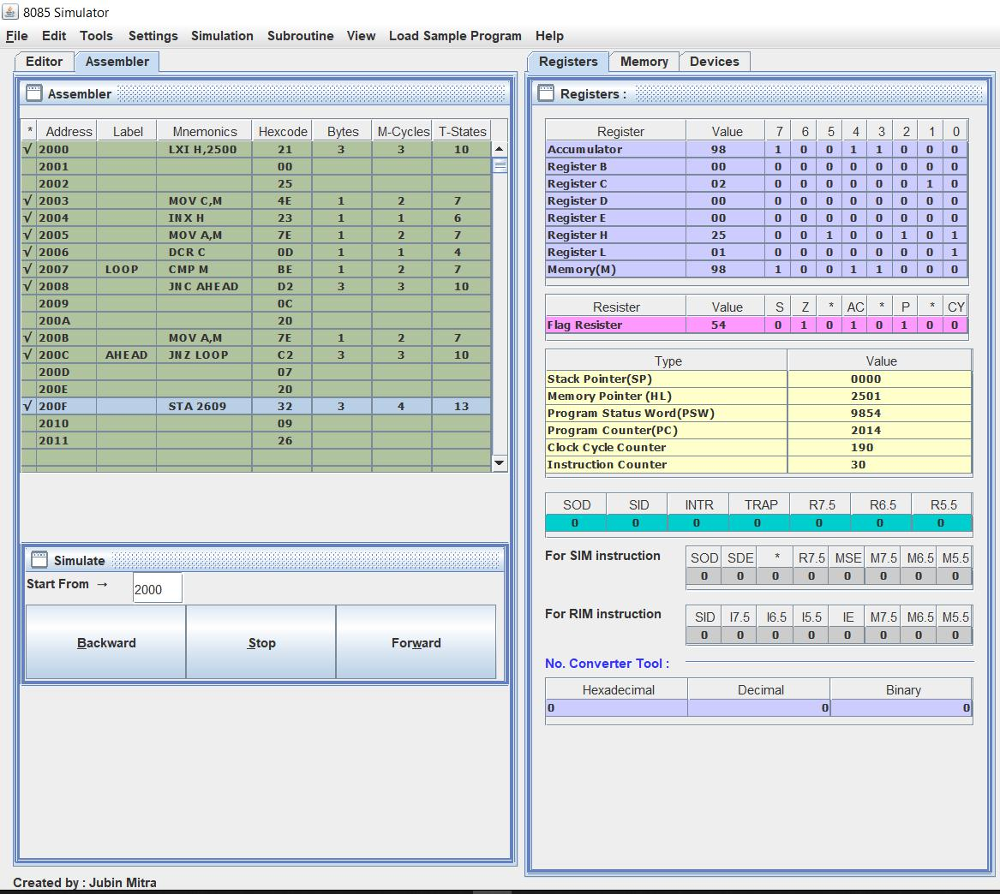 8085 Simulator
File Edit Tools Settings Simulation Subroutine View Load Sample Program Help
Editor Assembler
Assembler
* Address Label Mnemonics Hexcode Bytes M-Cycles T-States
√ 2000 LXI H,2500 21 3 3 10
2001 00
2002 25
√ 2003 MOV C,M 4E 1 2 7
√ 2004 INX H 23 1 1 6
√ 2005 MOV A,M 7E 1 2 7
√ 2006 DCR C 0D 1 1 4
√ 2007 LOOP CMP M BE 1 2 7
√ 2008 JNC AHEAD D2 3 3 10
2009 0C
200A 20
√ 200B MOV A,M 7E 1 2 7
√ 200C AHEAD JNZ LOOP C2 3 3 10
200D 07
200E 20
√ 200F STA 2609 32 3 4 13
2010 09
2011 26
Simulate
Start From → 2000
Backward Stop Forward
Created by : Jubin Mitra
Registers Memory Devices
Registers :
Register Value 7 6 5 4 3 2 1 0
Accumulator 98 1 0 0 1 1 0 0 0
Register B 00 0 0 0 0 0 0 0 0
Register C 02 0 0 0 0 0 0 1 0
Register D 00 0 0 0 0 0 0 0 0
Register E 00 0 0 0 0 0 0 0 0
Register H 25 0 0 1 0 0 1 0 1
Register L 01 0 0 0 0 0 0 0 1
Memory(M) 98 1 0 0 1 1 0 0 0
Resister Value S Z * AC * P * CY
Flag Resister 54 0 1 0 1 0 1 0 0
Type Value
Stack Pointer(SP) 0000
Memory Pointer (HL) 2501
Program Status Word(PSW) 9854
Program Counter(PC) 2014
Clock Cycle Counter 190
Instruction Counter 30
SOD SID INTR TRAP R7.5 R6.5 R5.5
0 0 0 0 0 0 0
For SIM instruction
SOD SDE * R7.5 MSE M7.5 M6.5 M5.5
0 0 0 0 0 0 0 0
For RIM instruction
SID I7.5 I6.5 I5.5 IE M7.5 M6.5 M5.5
0 0 0 0 0 0 0 0
No. Converter Tool :
Hexadecimal Decimal Binary
0 0 0